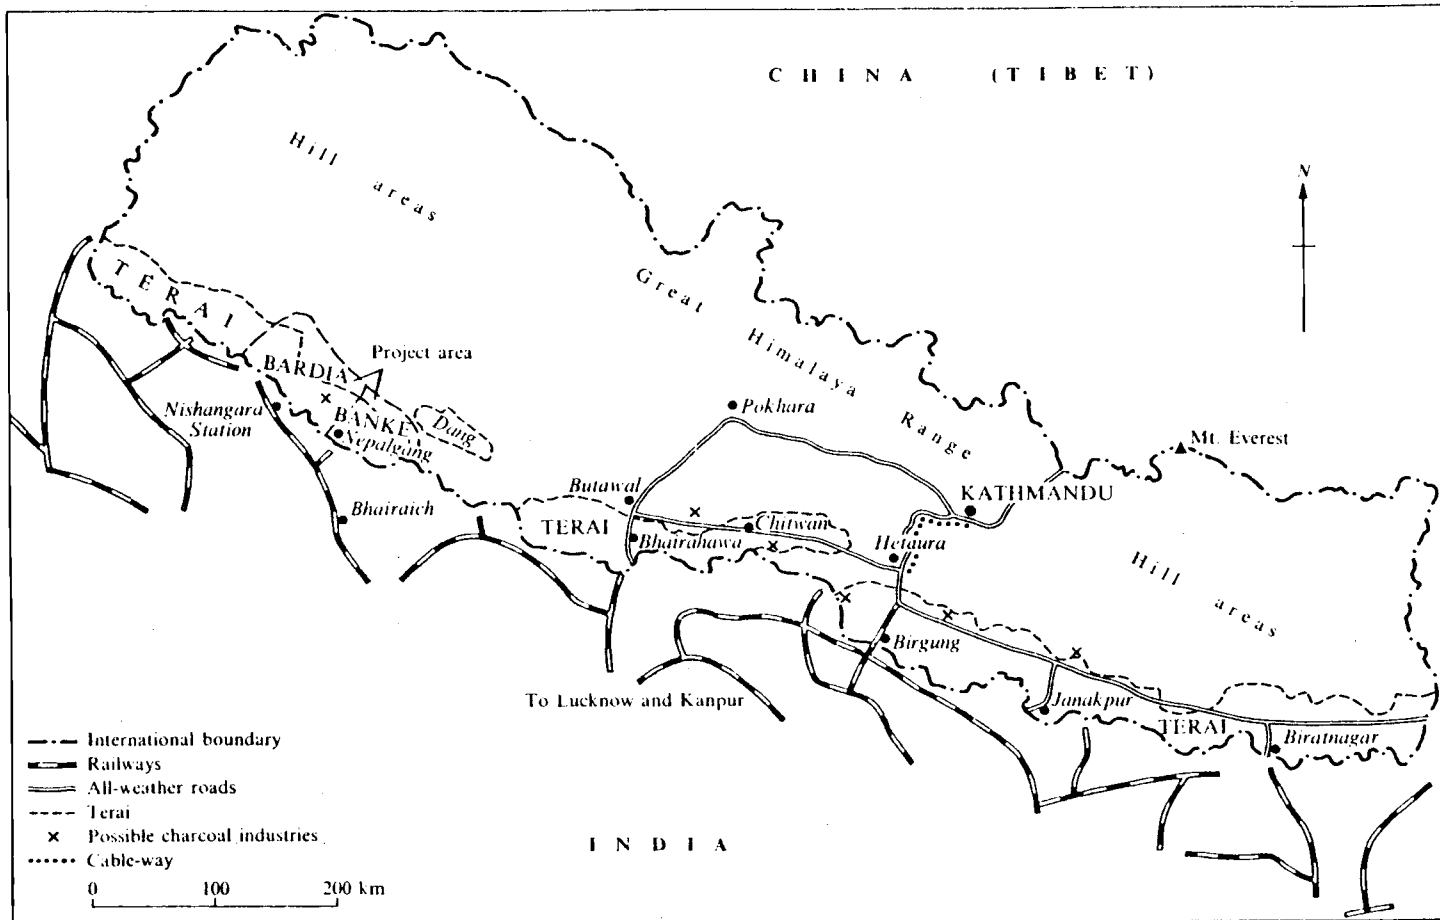 CHINA (TIBET)
N
Hill areas
TERAI
Great Himalaya Range
Project area
BARDIA
Nishangara
Station
BANKE
Nepalgang
Dang
Pokhara
Mt. Everest
KATHMANDU
Butawal
Bhairaich
TERAI
Chitwan
Bhairahawa
Hetaura
Hill areas
Birgung
To Lucknow and Kanpur
Janakpur
TERAI
Biratnagar
International boundary
Railways
All-weather roads
Terai
Possible charcoal industries
Cable-way
INDIA
0 100 200 km